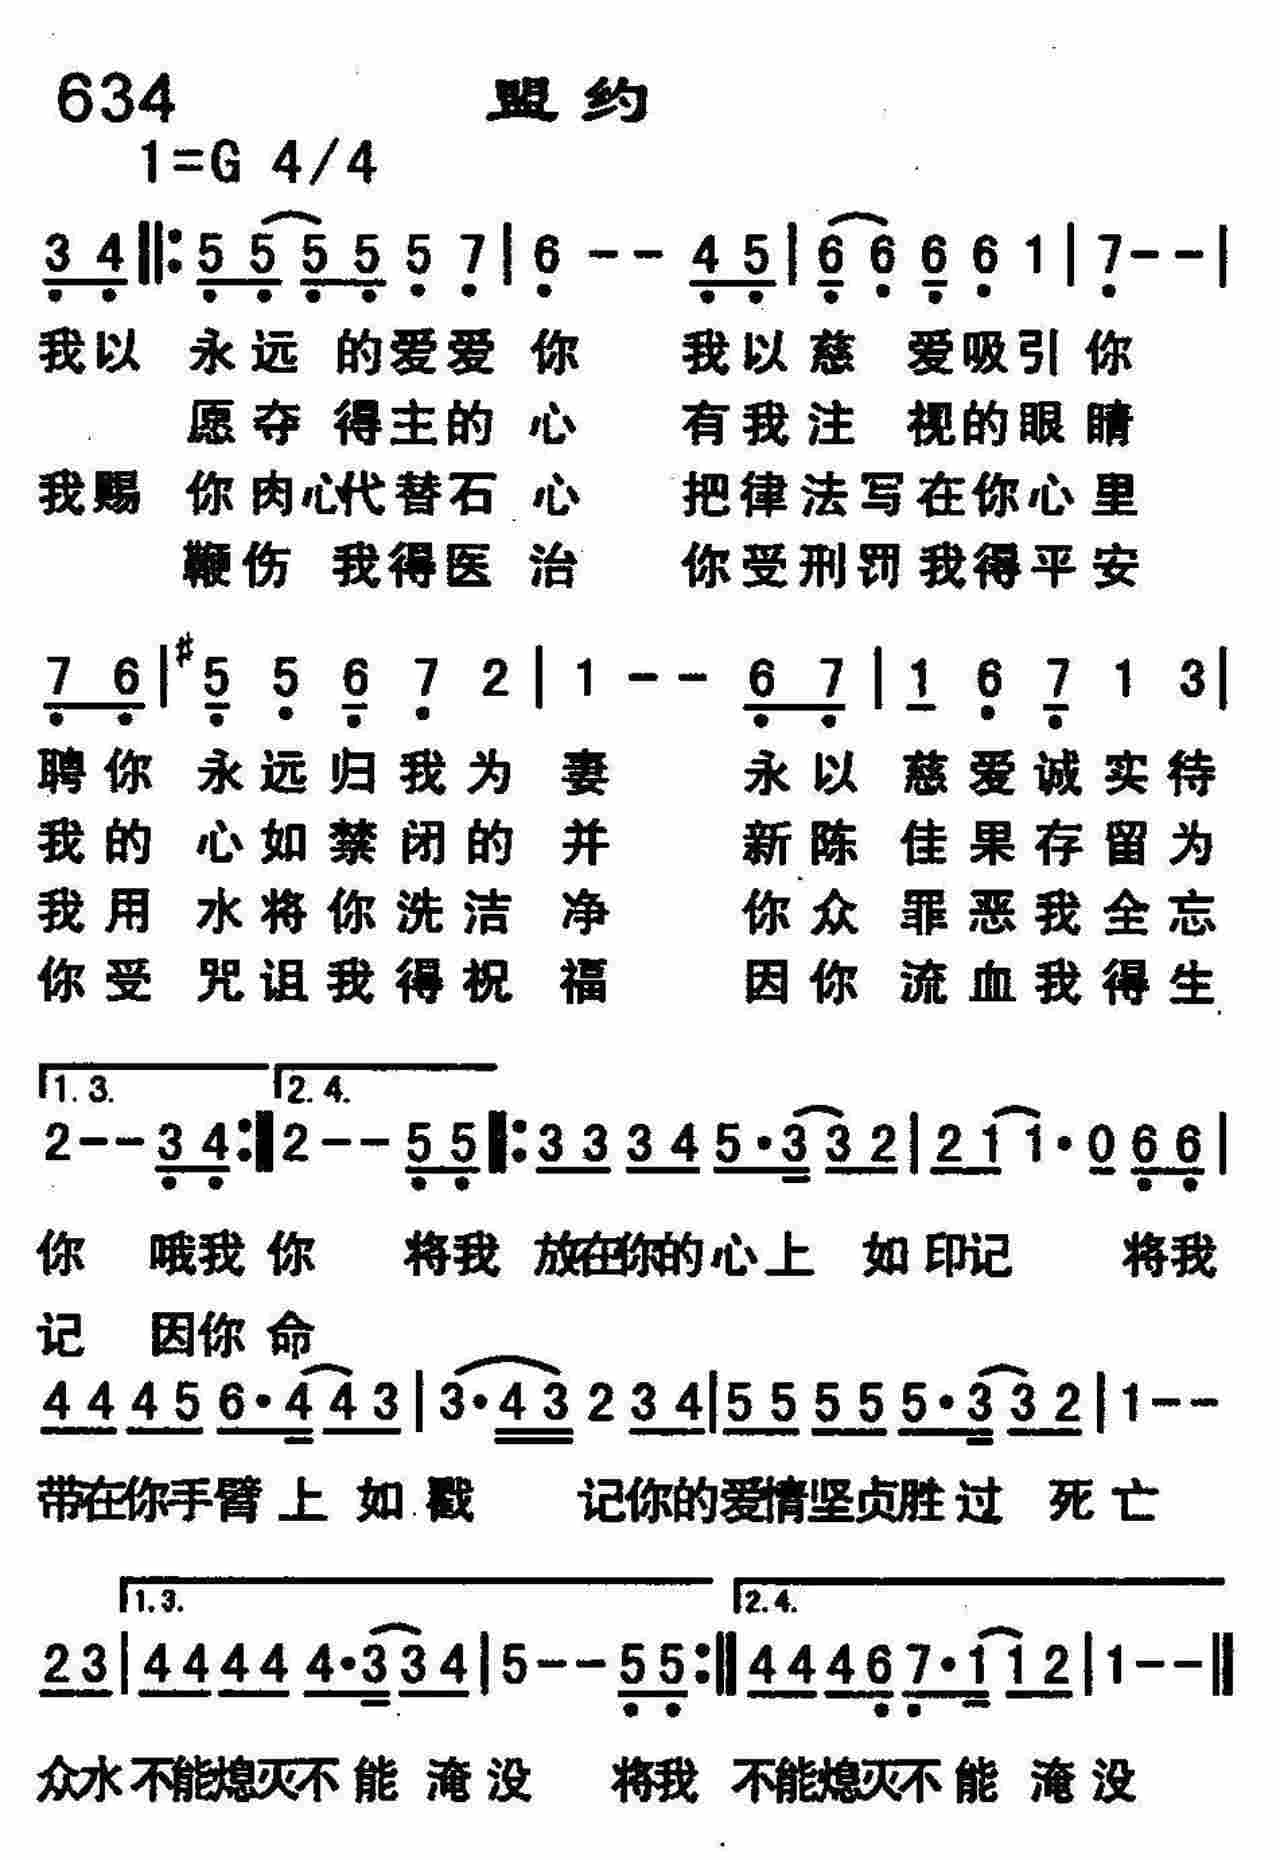 634 盟约
1=G 4/4
3 4 ‖: 5 5 5 5 5 7 | 6 - - 4 5 | 6 6 6 6 1 | 7 - - |
我以 永远 的爱爱 你 我以慈 爱吸引你
愿夺 得主的 心 有我注 视的眼睛
我赐 你肉心代替石 心 把律法写在你心里
鞭伤 我得医 治 你受刑罚我得平安
7 6 | #5 5 6 7 2 | 1 - - 6 7 | 1 6 7 1 3 |
聘你 永远归我为 妻 永以 慈爱诚实待
我的 心如禁闭的 井 新陈 佳果存留为
我用 水将你洗洁 净 你众 罪恶我全忘
你受 咒诅我得祝 福 因你 流血我得生
1.3. 2.4.
2 - - 3 4 :‖ 2 - - 5 5 ‖: 3 3 3 4 5 · 3 3 2 | 2 1 1 · 0 6 6 |
你 哦我 你 将我 放在你的心上 如印记 将我
记 因你 命
4 4 4 5 6 · 4 4 3 | 3 · 4 3 2 3 4 | 5 5 5 5 5 · 3 3 2 | 1 - -
带在你手臂上 如戳 记你的爱情坚贞胜过 死亡
1.3. 2.4.
2 3 | 4 4 4 4 4 · 3 3 4 | 5 - - 5 5 :‖ 4 4 4 6 7 · 1 1 2 | 1 - - ‖
众水不能熄灭不能 淹没 将我 不能熄灭不能 淹没